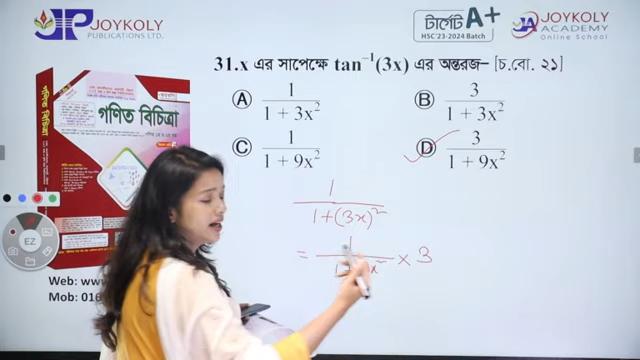 JOYKOLY
PUBLICATIONS LTD.
টার্গেট A+
HSC'23-2024 Batch
JOYKOLY
ACADEMY
Online School
31.x এর সাপেক্ষে tan⁻¹(3x) এর অন্তরজ– [চ.বো. ২১]
Ⓐ 1/(1 + 3x²)
Ⓑ 3/(1 + 3x²)
Ⓒ 1/(1 + 9x²)
Ⓓ 3/(1 + 9x²)
গণিত বিচিত্রা
1/(1+(3x)²)
× 3
EZ
Mob: 01